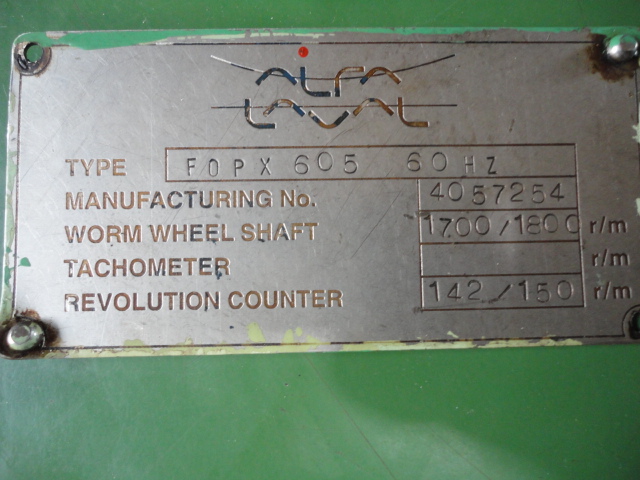 ALFA
LAVAL
TYPE FOPX 605 60 HZ
MANUFACTURING No. 4057254
WORM WHEEL SHAFT 1700/1800 r/m
TACHOMETER r/m
REVOLUTION COUNTER 142/150 r/m